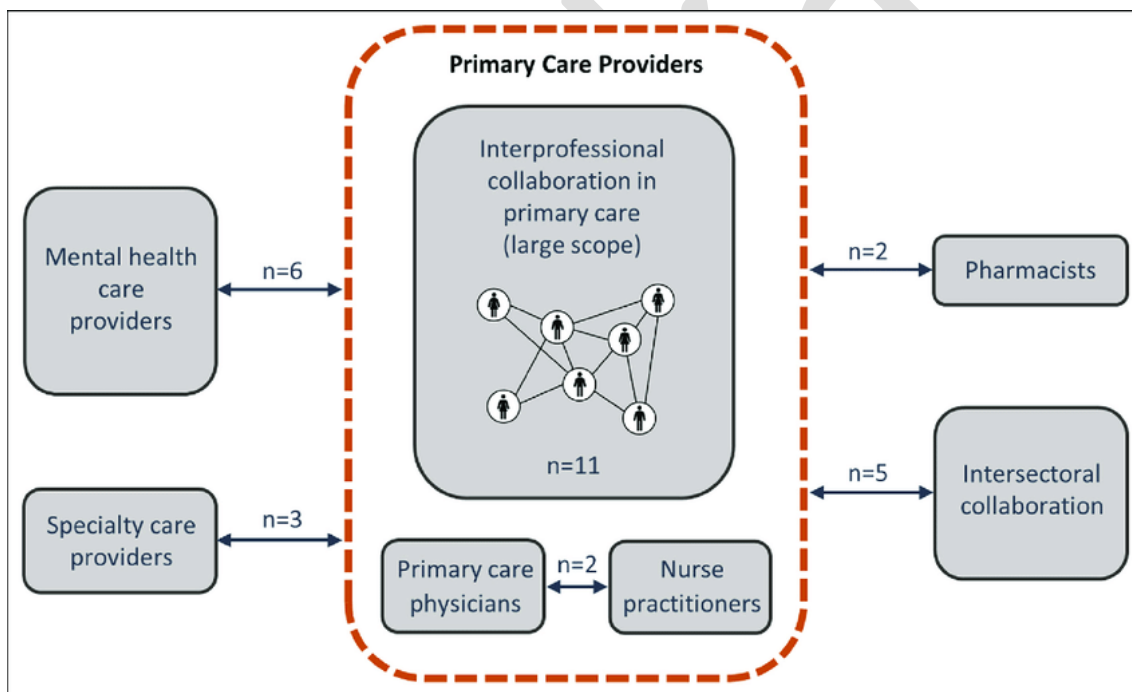 Primary Care Providers
Interprofessional
collaboration in
primary care
(large scope)
n=11
Mental health
care
providers
n=6
n=2
Pharmacists
Specialty care
providers
n=3
n=5
Intersectoral
collaboration
Primary care
physicians
n=2
Nurse
practitioners